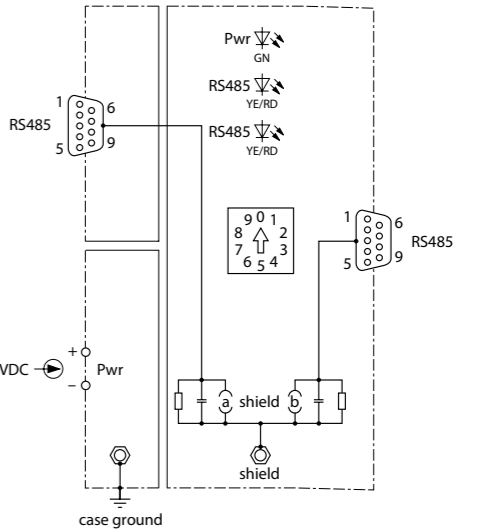 Pwr
GN
RS485
YE/RD
RS485
YE/RD
1
6
RS485
5
9
9 0 1
8 2
7 3
6 5 4
1
6
RS485
5
9
+
VDC
Pwr
–
a shield b
shield
case ground